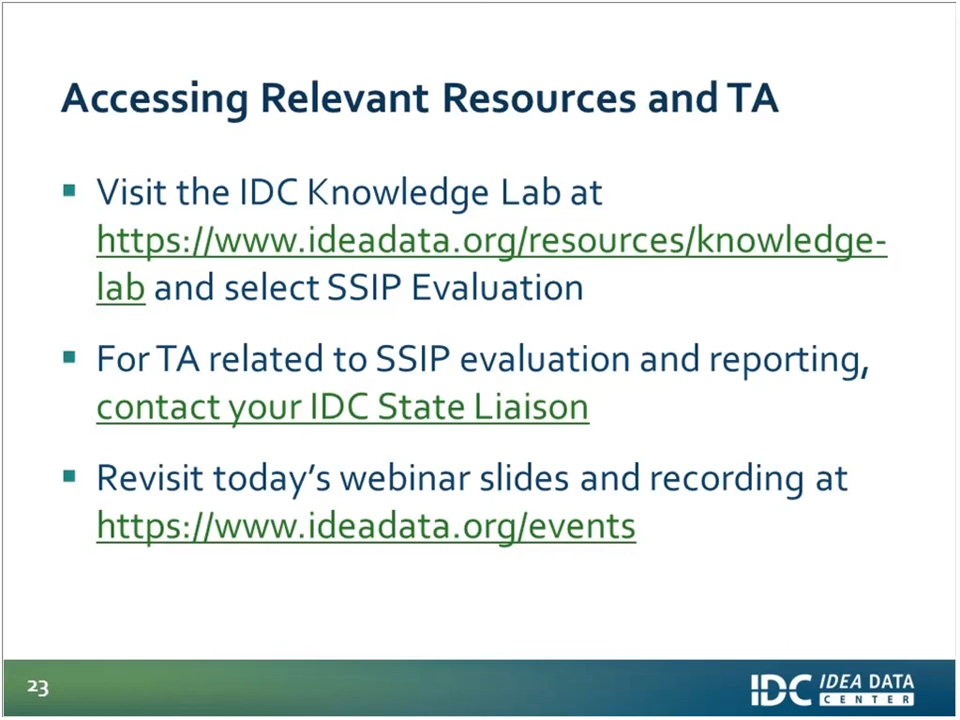 Accessing Relevant Resources and TA
Visit the IDC Knowledge Lab at
https://www.ideadata.org/resources/knowledge-
lab and select SSIP Evaluation
For TA related to SSIP evaluation and reporting,
contact your IDC State Liaison
Revisit today's webinar slides and recording at
https://www.ideadata.org/events
23
IDC IDEA DATA
CENTER